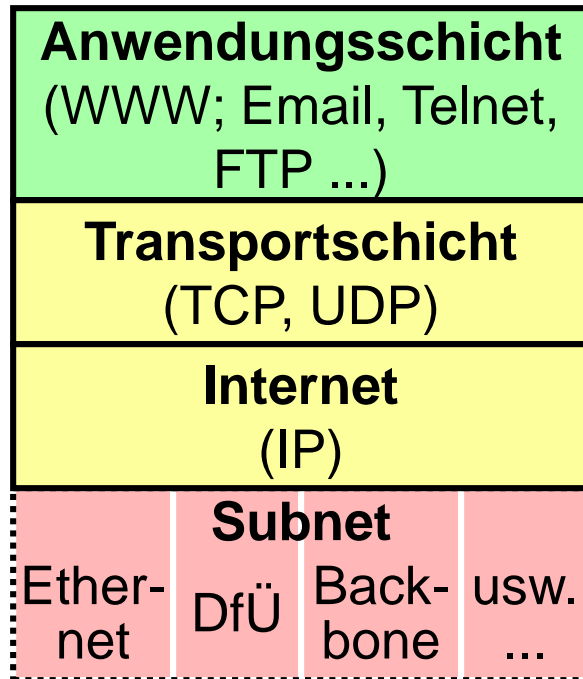 Anwendungsschicht
(WWW; Email, Telnet,
FTP ...)
Transportschicht
(TCP, UDP)
Internet
(IP)
Subnet
Ether-
net
DfÜ
Back-
bone
usw.
...